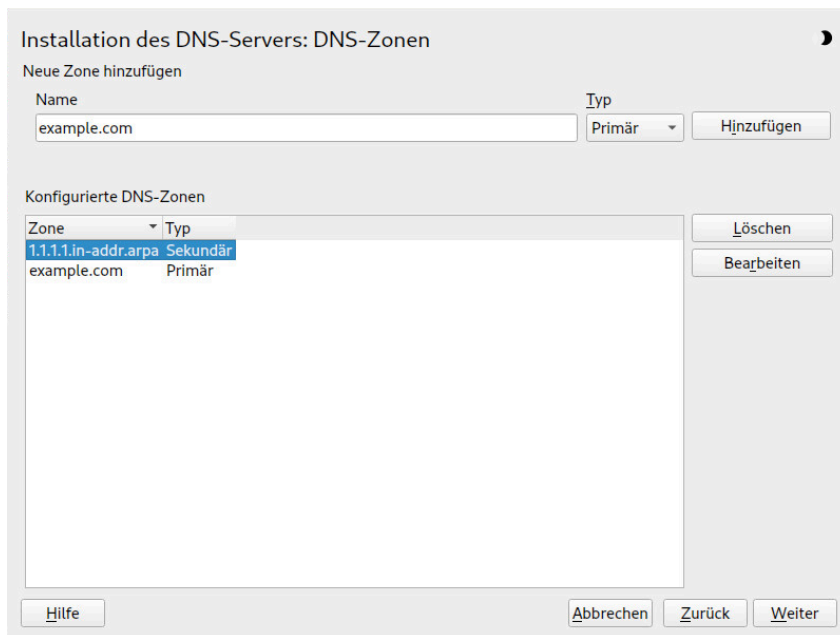 Installation des DNS-Servers: DNS-Zonen
Neue Zone hinzufügen
Name Typ
example.com Primär Hinzufügen
Konfigurierte DNS-Zonen
Zone Typ Löschen
1.1.1.1.in-addr.arpa Sekundär
example.com Primär Bearbeiten
Hilfe Abbrechen Zurück Weiter